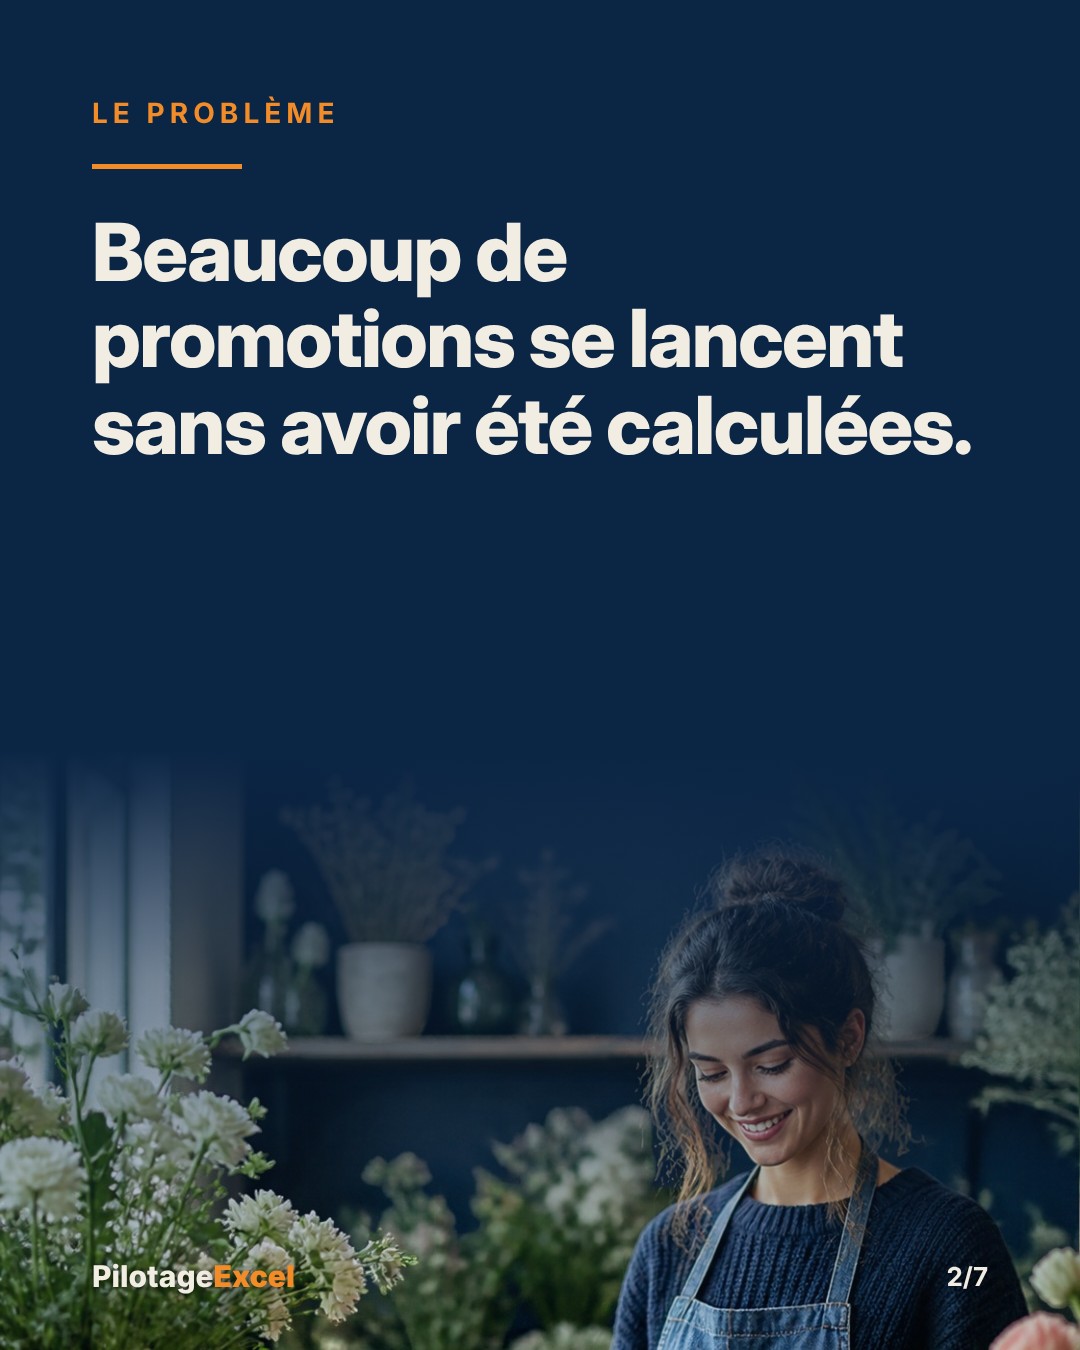 LE PROBLÈME
Beaucoup de
promotions se lancent
sans avoir été calculées.
PilotageExcel
2/7